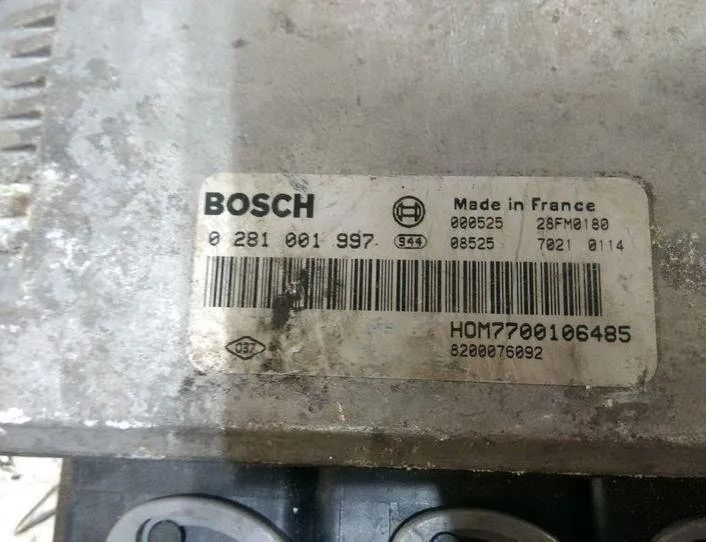 BOSCH
Made in France
000525 28FM0180
0 281 001 997 944 08525 7021 0114
HOM7700106485
037 8200076092